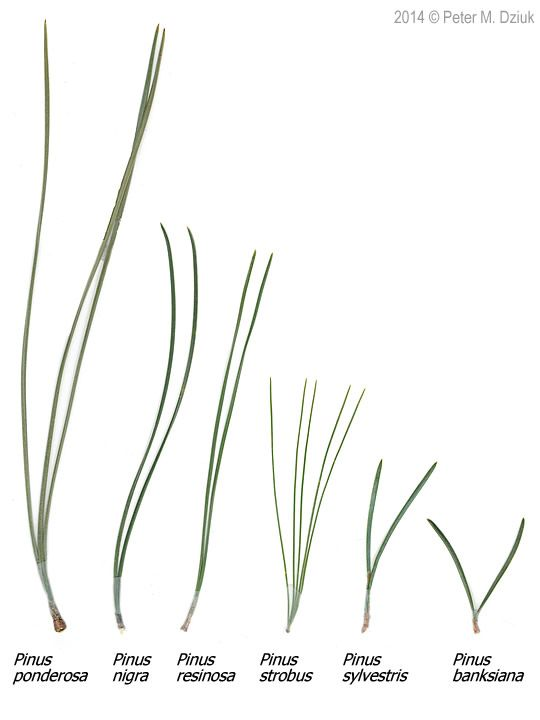 2014 © Peter M. Dziuk
Pinus ponderosa
Pinus nigra
Pinus resinosa
Pinus strobus
Pinus sylvestris
Pinus banksiana